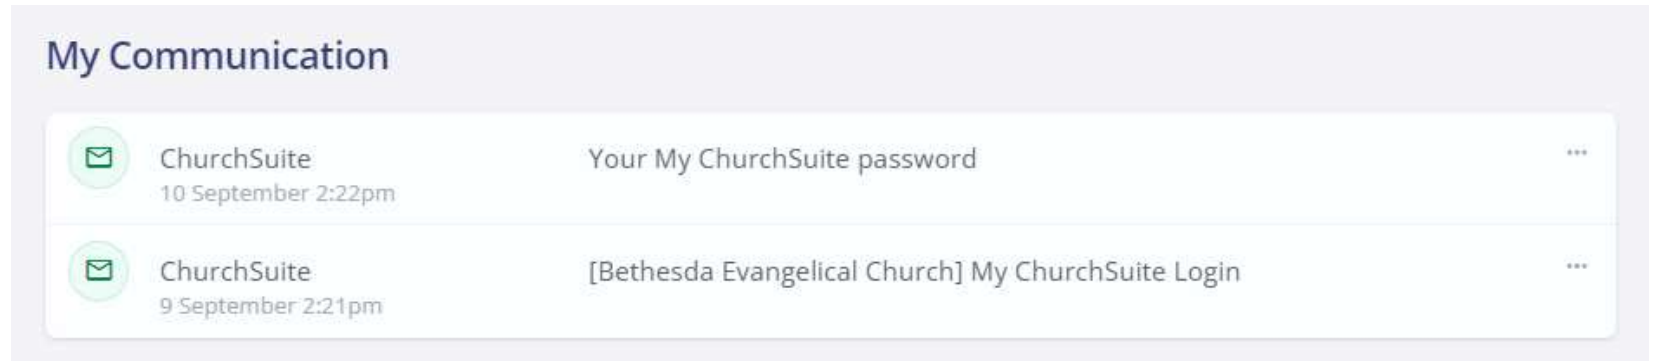 My Communication
ChurchSuite
Your My ChurchSuite password
10 September 2:22pm
ChurchSuite
[Bethesda Evangelical Church] My ChurchSuite Login
9 September 2:21pm